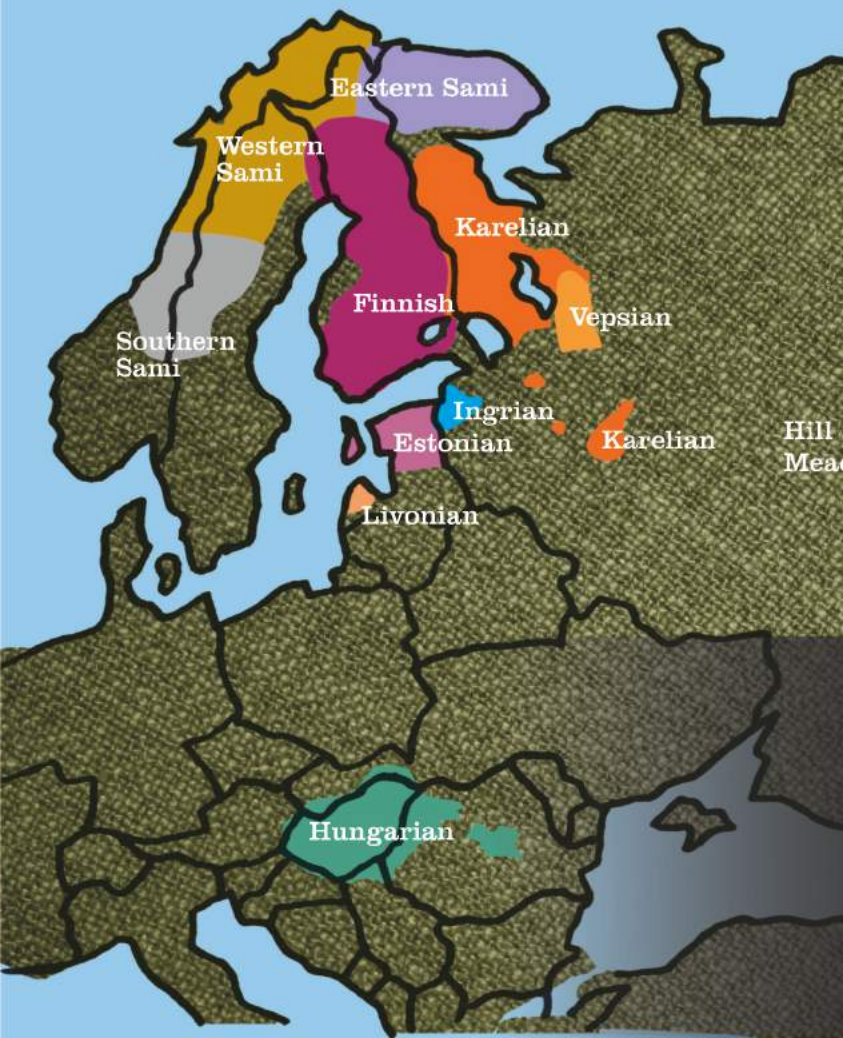 Eastern Sami
Western
Sami
Karelian
Finnish
Vepsian
Southern
Sami
Ingrian
Estonian
Karelian
Hill
Livonian
Hungarian